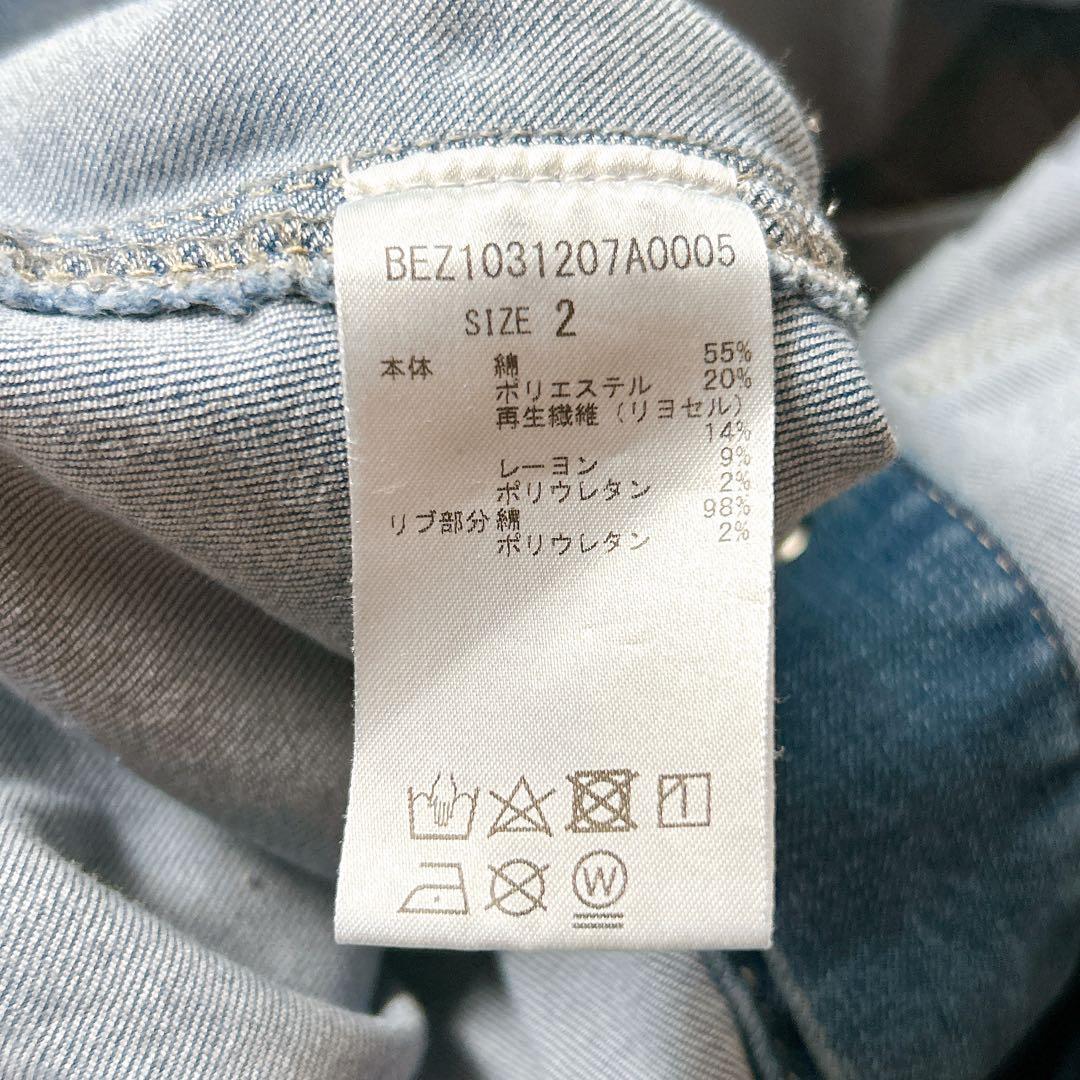 BEZ1031207A0005
SIZE 2
本体 綿 55%
ポリエステル 20%
再生繊維(リヨセル)
14%
レーヨン 9%
ポリウレタン 2%
リブ部分 綿 98%
ポリウレタン 2%
W